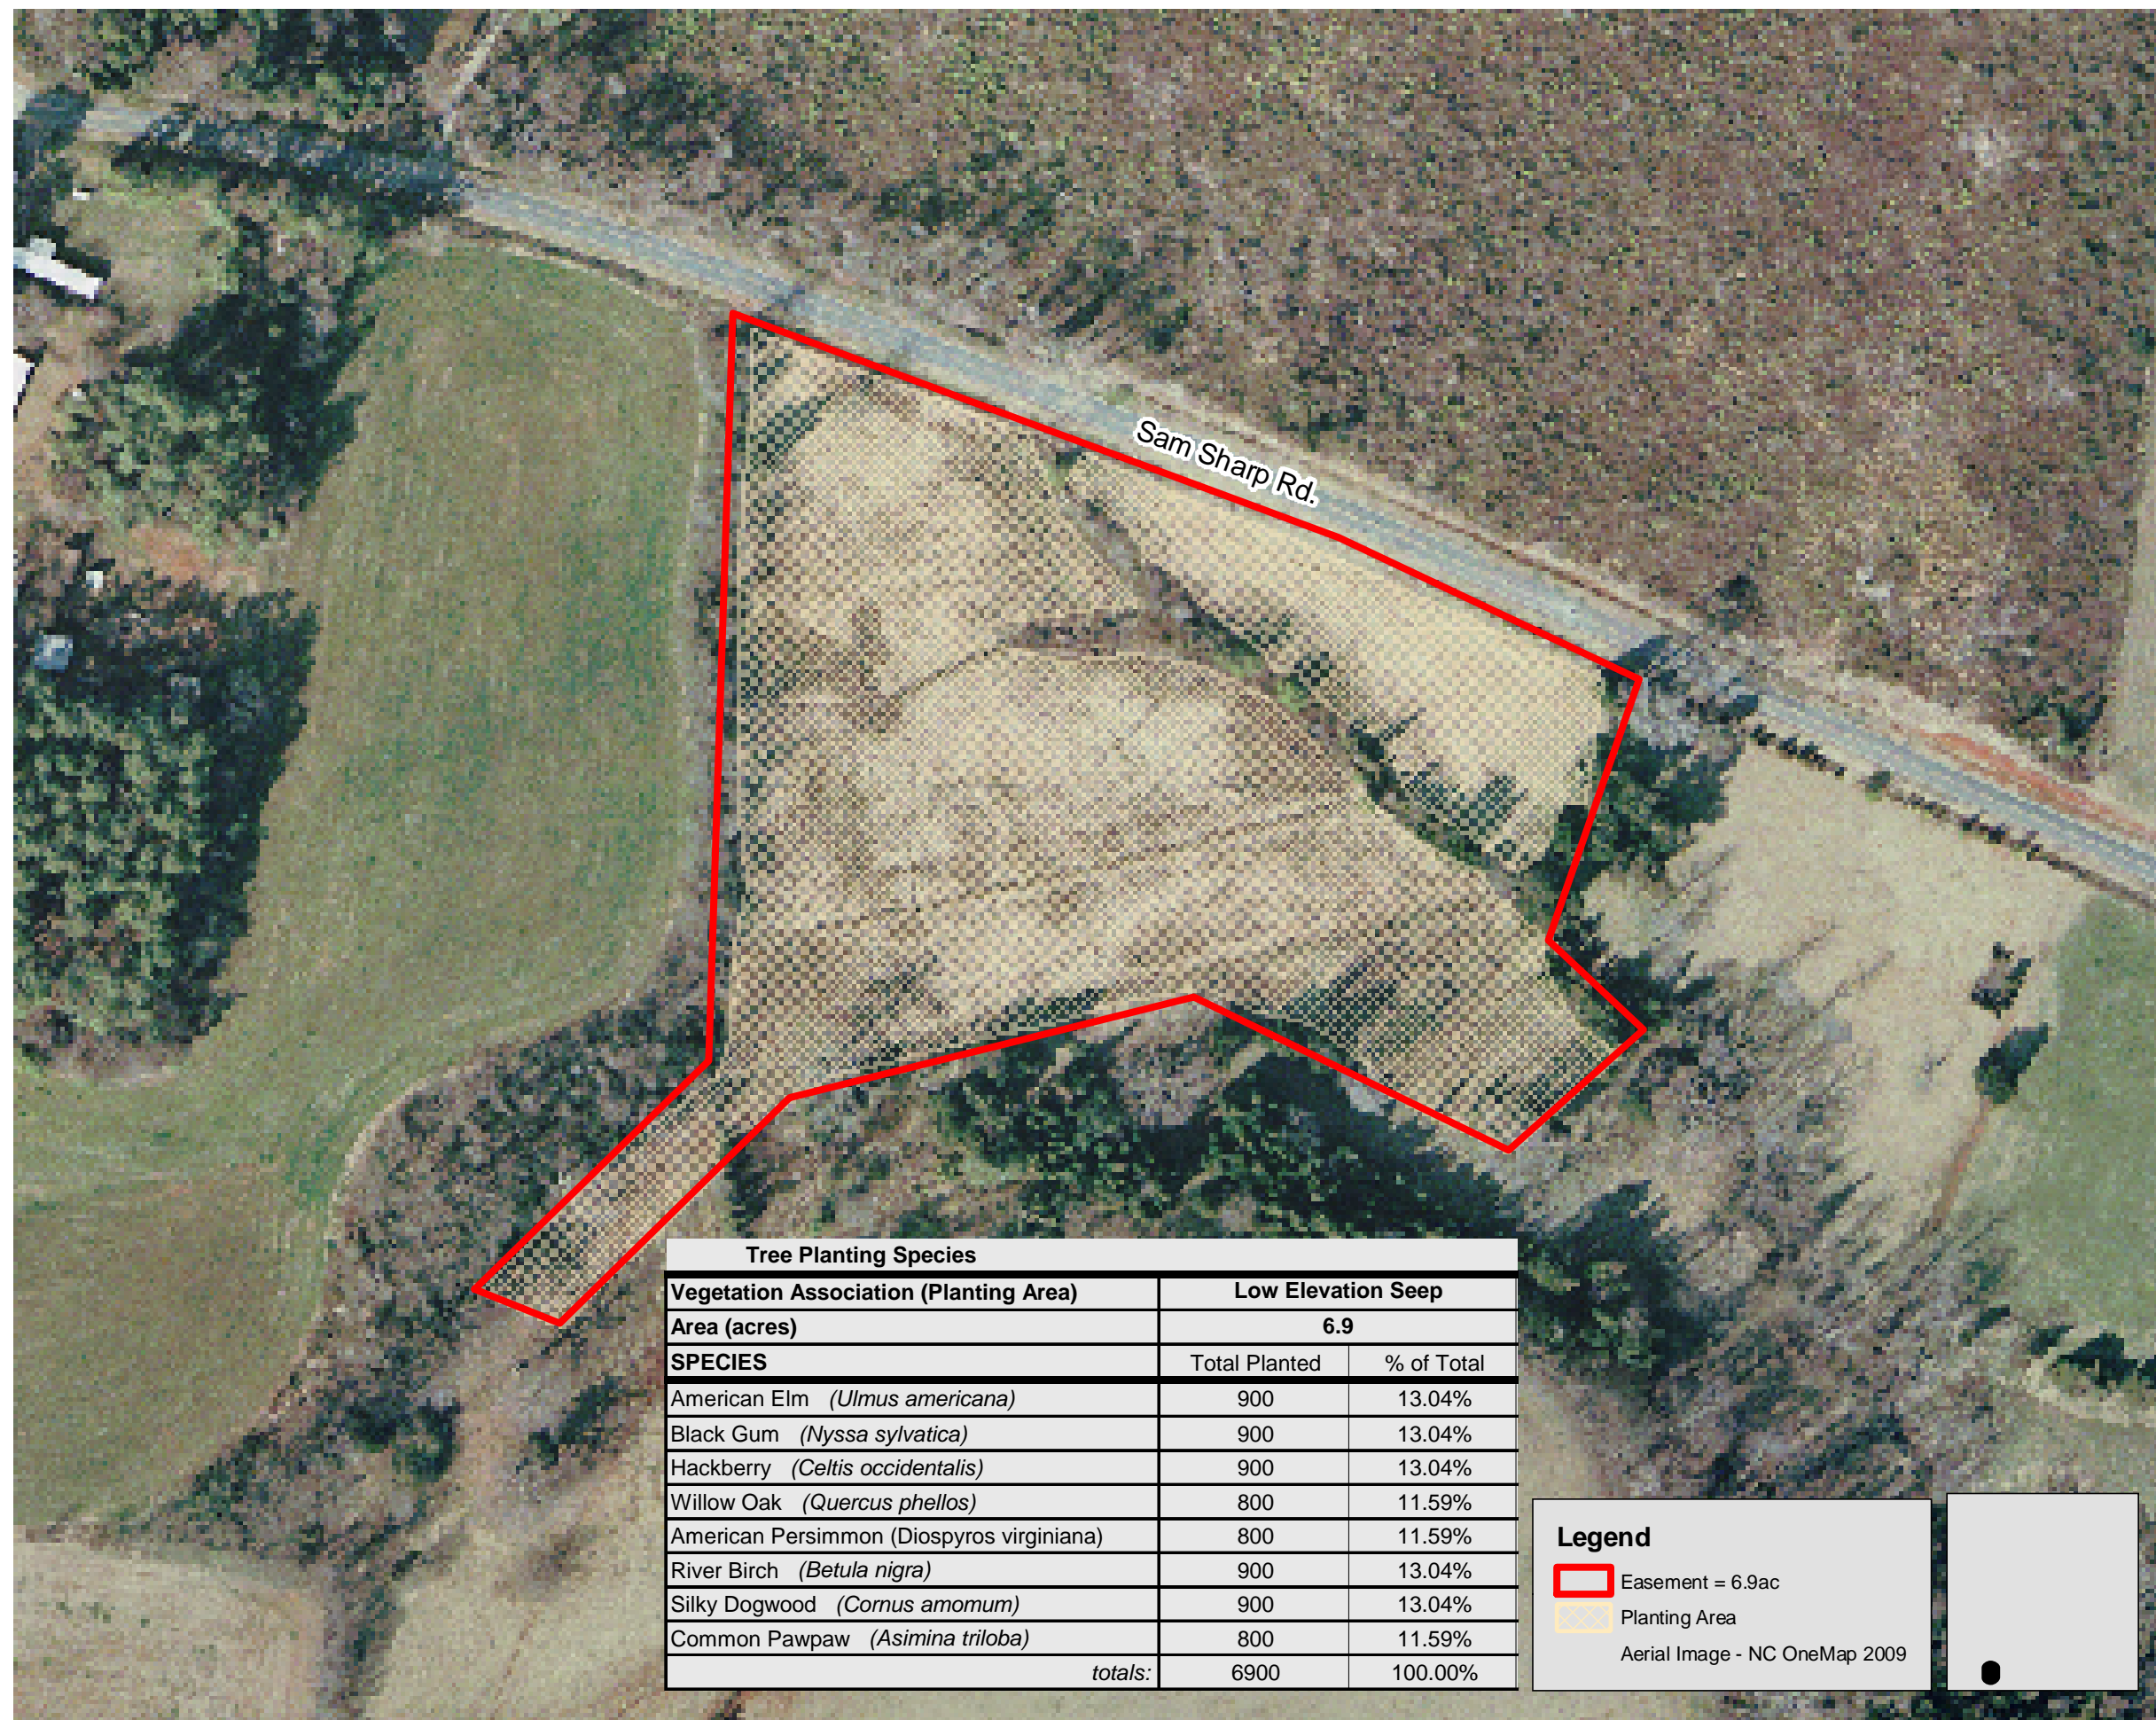 Sam Sharp Rd.
Tree Planting Species
Vegetation Association (Planting Area) Low Elevation Seep
Area (acres) 6.9
SPECIES Total Planted % of Total
American Elm (Ulmus americana) 900 13.04%
Black Gum (Nyssa sylvatica) 900 13.04%
Hackberry (Celtis occidentalis) 900 13.04%
Willow Oak (Quercus phellos) 800 11.59%
American Persimmon (Diospyros virginiana) 800 11.59%
River Birch (Betula nigra) 900 13.04%
Silky Dogwood (Cornus amomum) 900 13.04%
Common Pawpaw (Asimina triloba) 800 11.59%
totals: 6900 100.00%
Legend
Easement = 6.9ac
Planting Area
Aerial Image - NC OneMap 2009